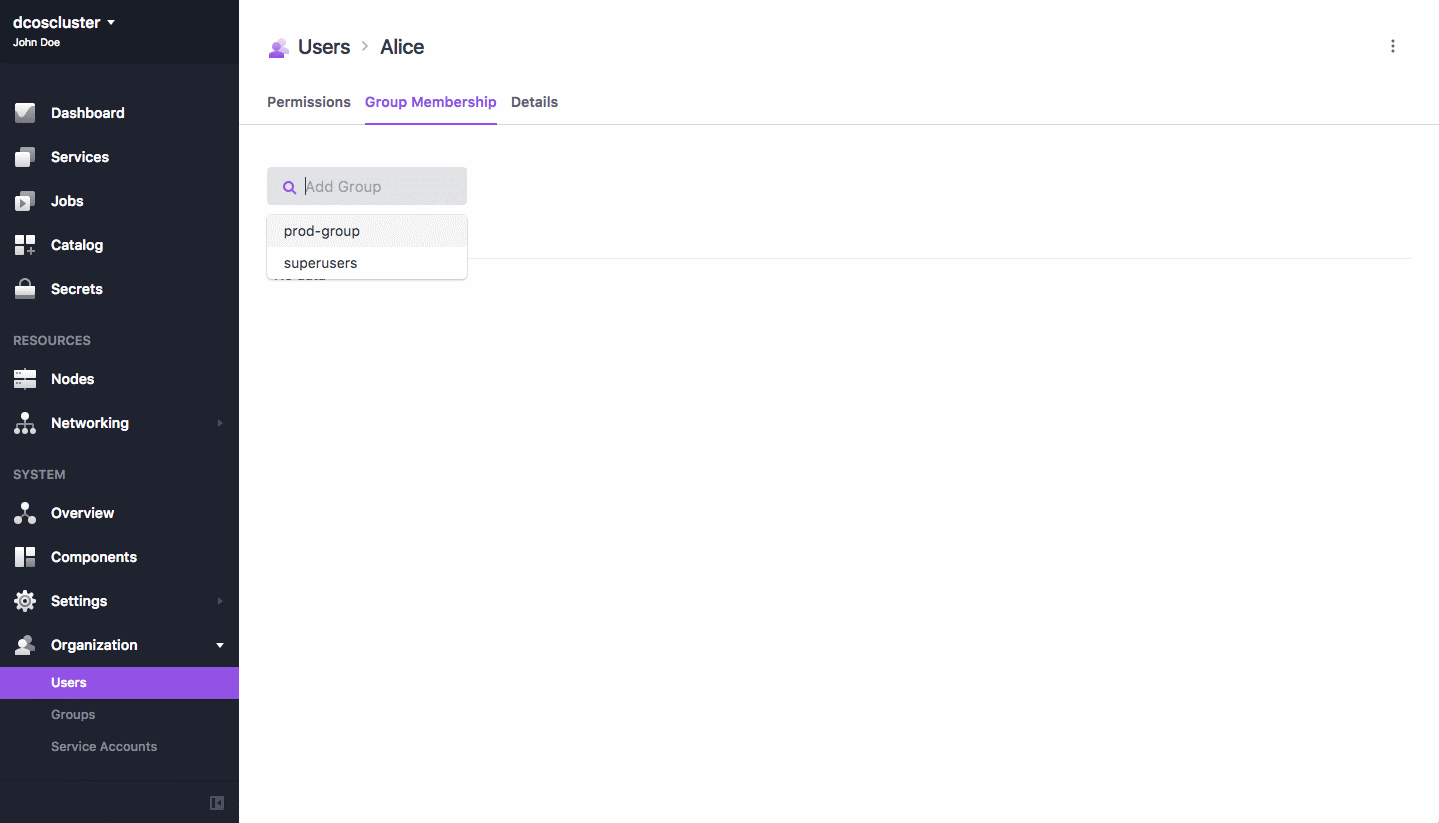 dcoscluster
John Doe
Dashboard
Services
Jobs
Catalog
Secrets
RESOURCES
Nodes
Networking
SYSTEM
Overview
Components
Settings
Organization
Users
Groups
Service Accounts
Users > Alice
Permissions Group Membership Details
Add Group
prod-group
superusers